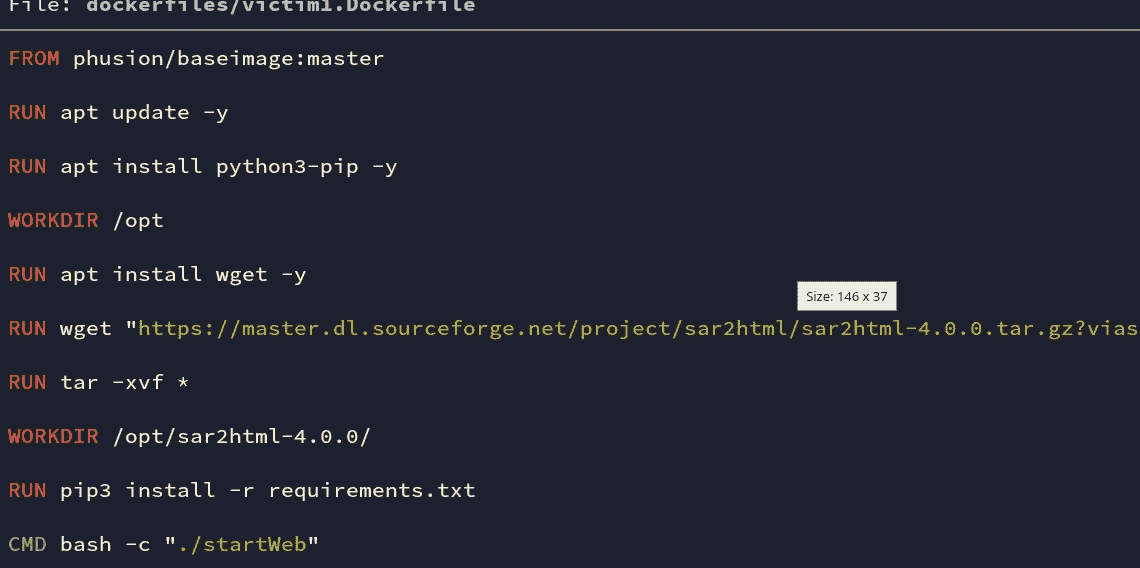 File: dockerfiles/victim1.Dockerfile
FROM phusion/baseimage:master
RUN apt update -y
RUN apt install python3-pip -y
WORKDIR /opt
RUN apt install wget -y
Size: 146 x 37
RUN wget "https://master.dl.sourceforge.net/project/sar2html/sar2html-4.0.0.tar.gz?vias
RUN tar -xvf *
WORKDIR /opt/sar2html-4.0.0/
RUN pip3 install -r requirements.txt
CMD bash -c "./startWeb"